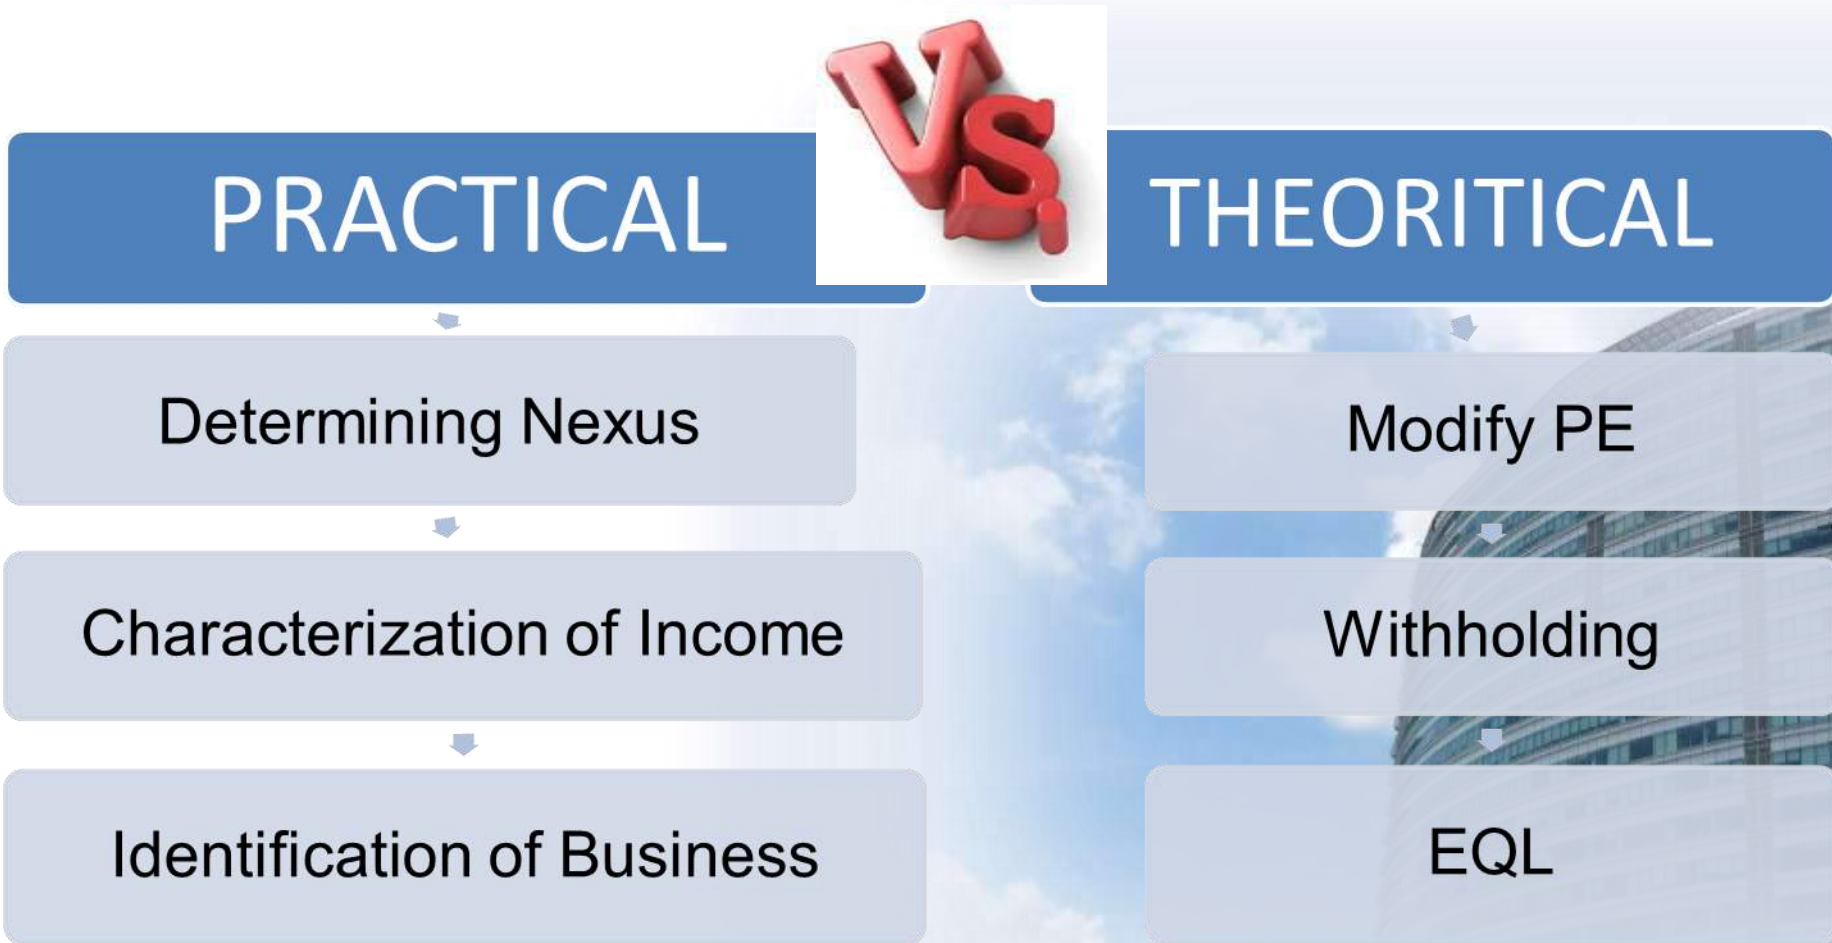 PRACTICAL
Vs.
THEORITICAL
Determining Nexus
Modify PE
Characterization of Income
Withholding
Identification of Business
EQL